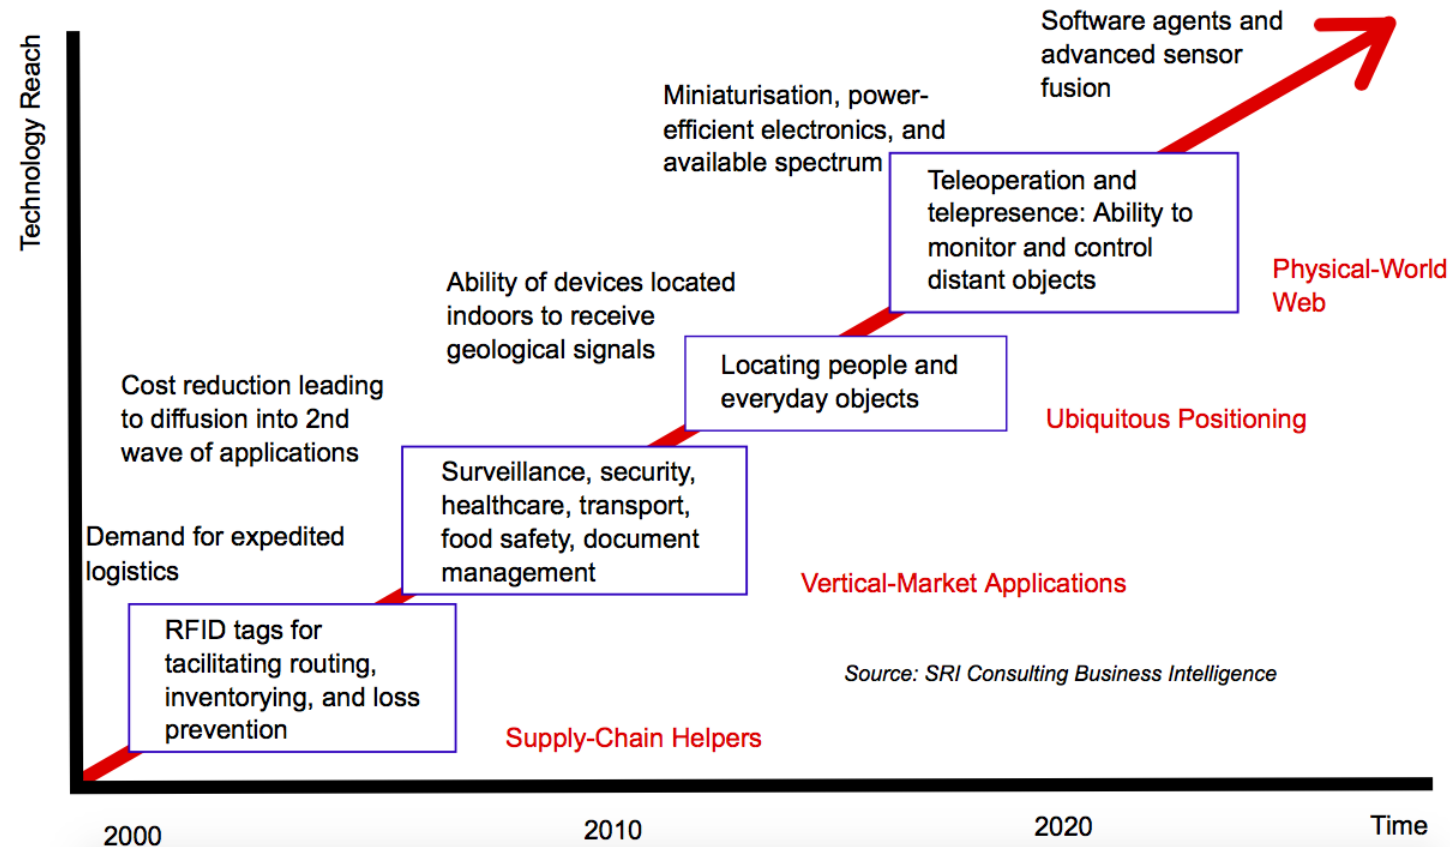 Technology Reach
Software agents and
advanced sensor
fusion
Miniaturisation, power-
efficient electronics, and
available spectrum
Teleoperation and
telepresence: Ability to
monitor and control
distant objects
Physical-World
Web
Ability of devices located
indoors to receive
geological signals
Locating people and
everyday objects
Ubiquitous Positioning
Cost reduction leading
to diffusion into 2nd
wave of applications
Surveillance, security,
healthcare, transport,
food safety, document
management
Vertical-Market Applications
Demand for expedited
logistics
RFID tags for
tacilitating routing,
inventorying, and loss
prevention
Supply-Chain Helpers
Source: SRI Consulting Business Intelligence
2000
2010
2020
Time